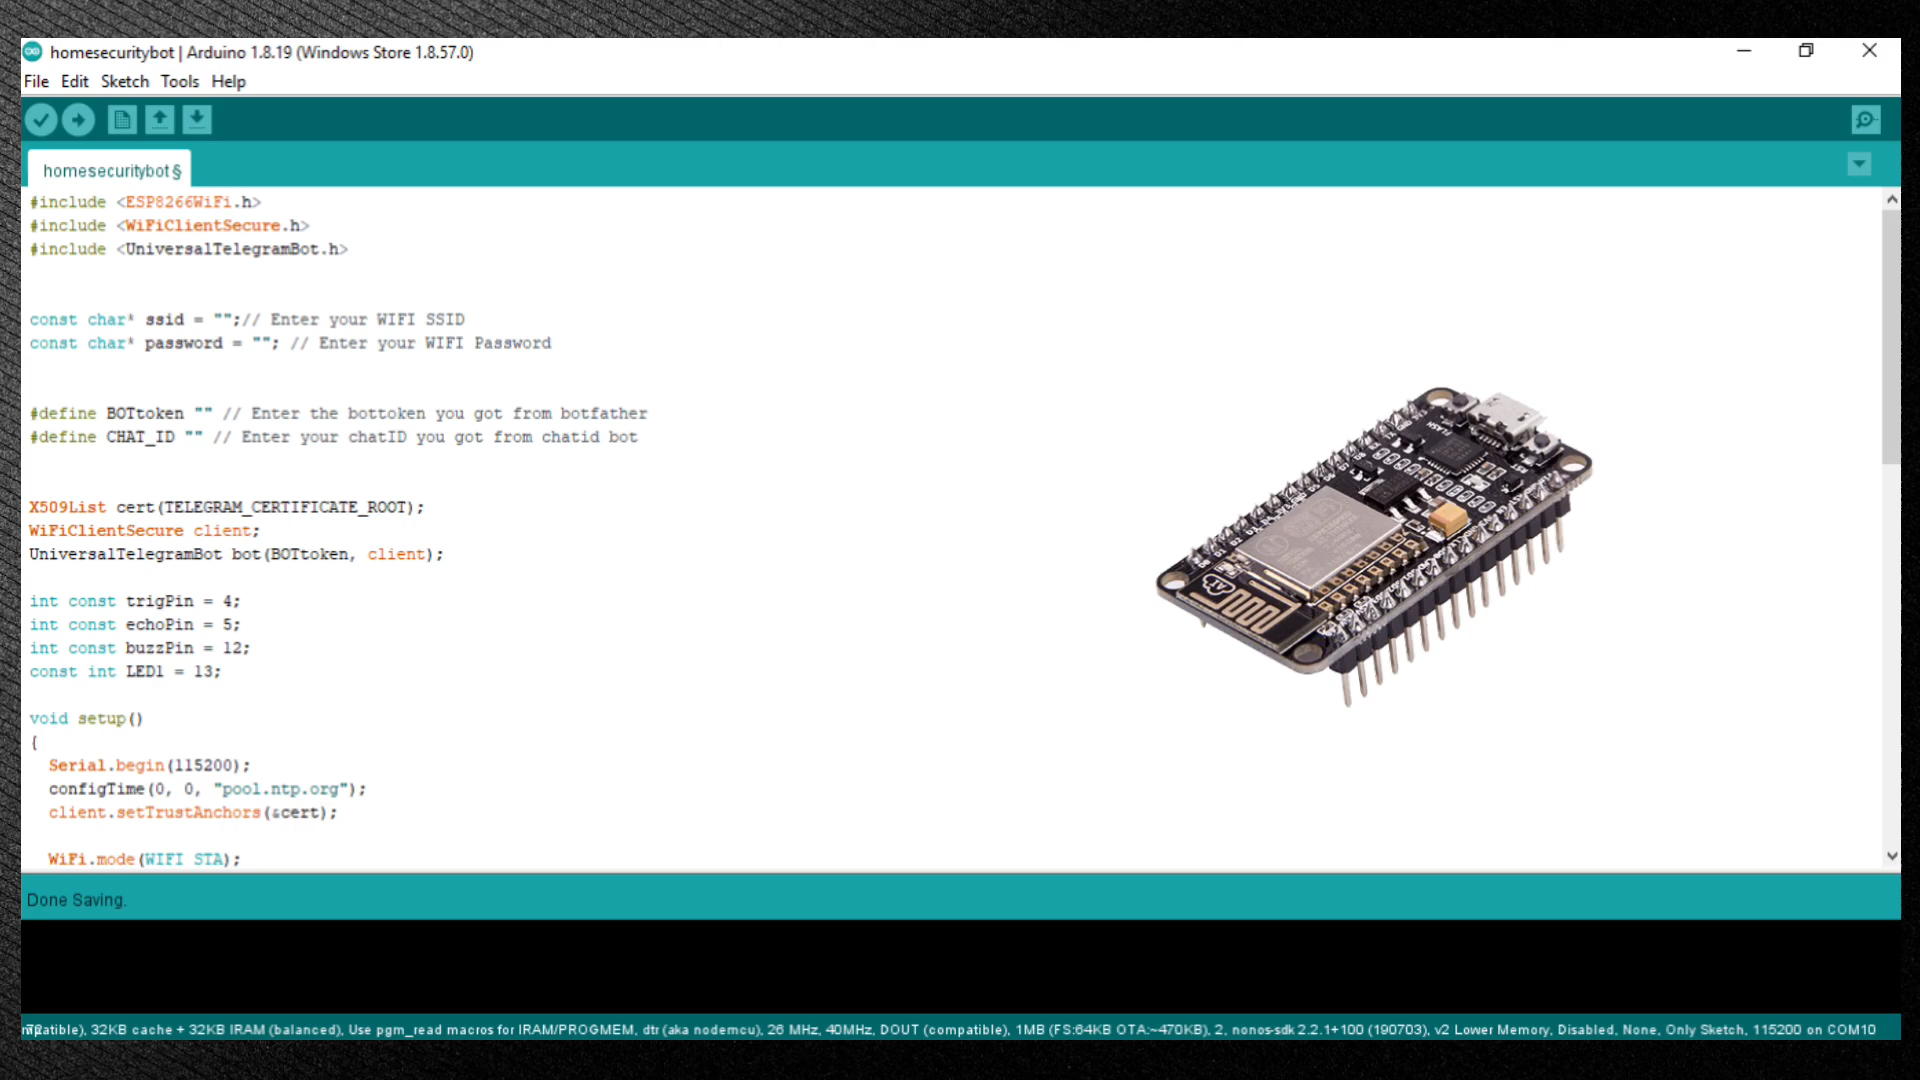 homesecuritybot | Arduino 1.8.19 (Windows Store 1.8.57.0)
File Edit Sketch Tools Help
homesecuritybot §
#include <ESP8266WiFi.h>
#include <WiFiClientSecure.h>
#include <UniversalTelegramBot.h>
const char* ssid = "";// Enter your WIFI SSID
const char* password = ""; // Enter your WIFI Password
#define BOTtoken "" // Enter the bottoken you got from botfather
#define CHAT_ID "" // Enter your chatID you got from chatid bot
X509List cert(TELEGRAM_CERTIFICATE_ROOT);
WiFiClientSecure client;
UniversalTelegramBot bot(BOTtoken, client);
int const trigPin = 4;
int const echoPin = 5;
int const buzzPin = 12;
const int LED1 = 13;
void setup()
{
Serial.begin(115200);
configTime(0, 0, "pool.ntp.org");
client.setTrustAnchors(&cert);
WiFi.mode(WIFI_STA);
FLASH
Done Saving.
32KB cache + 32KB IRAM (balanced), Use pgm_read macros for IRAM/PROGMEM, dtr (aka nodemcu), 26 MHz, 40MHz, DOUT (compatible), 1MB (FS:64KB OTA:~470KB), 2, nonos-sdk 2.2.1+100 (190703), v2 Lower Memory, Disabled, None, Only Sketch, 115200 on COM10